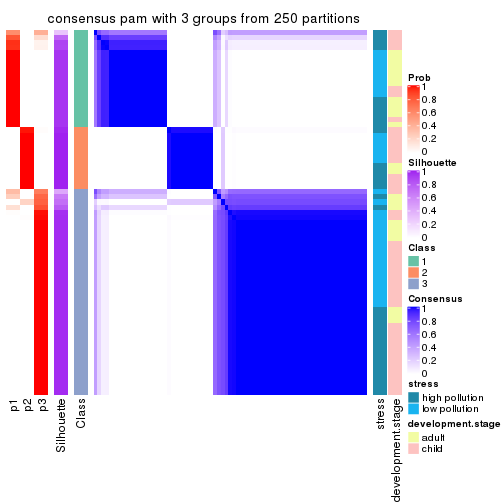 consensus pam with 3 groups from 250 partitions
Prob
1
0.8
0.6
0.4
0.2
0
Silhouette
1
0.8
0.6
0.4
0.2
0
Class
1
2
3
Consensus
1
0.8
0.6
0.4
0.2
0
stress
high pollution
low pollution
development.stage
adult
child
p1
p2
p3
Silhouette
Class
stress
development.stage